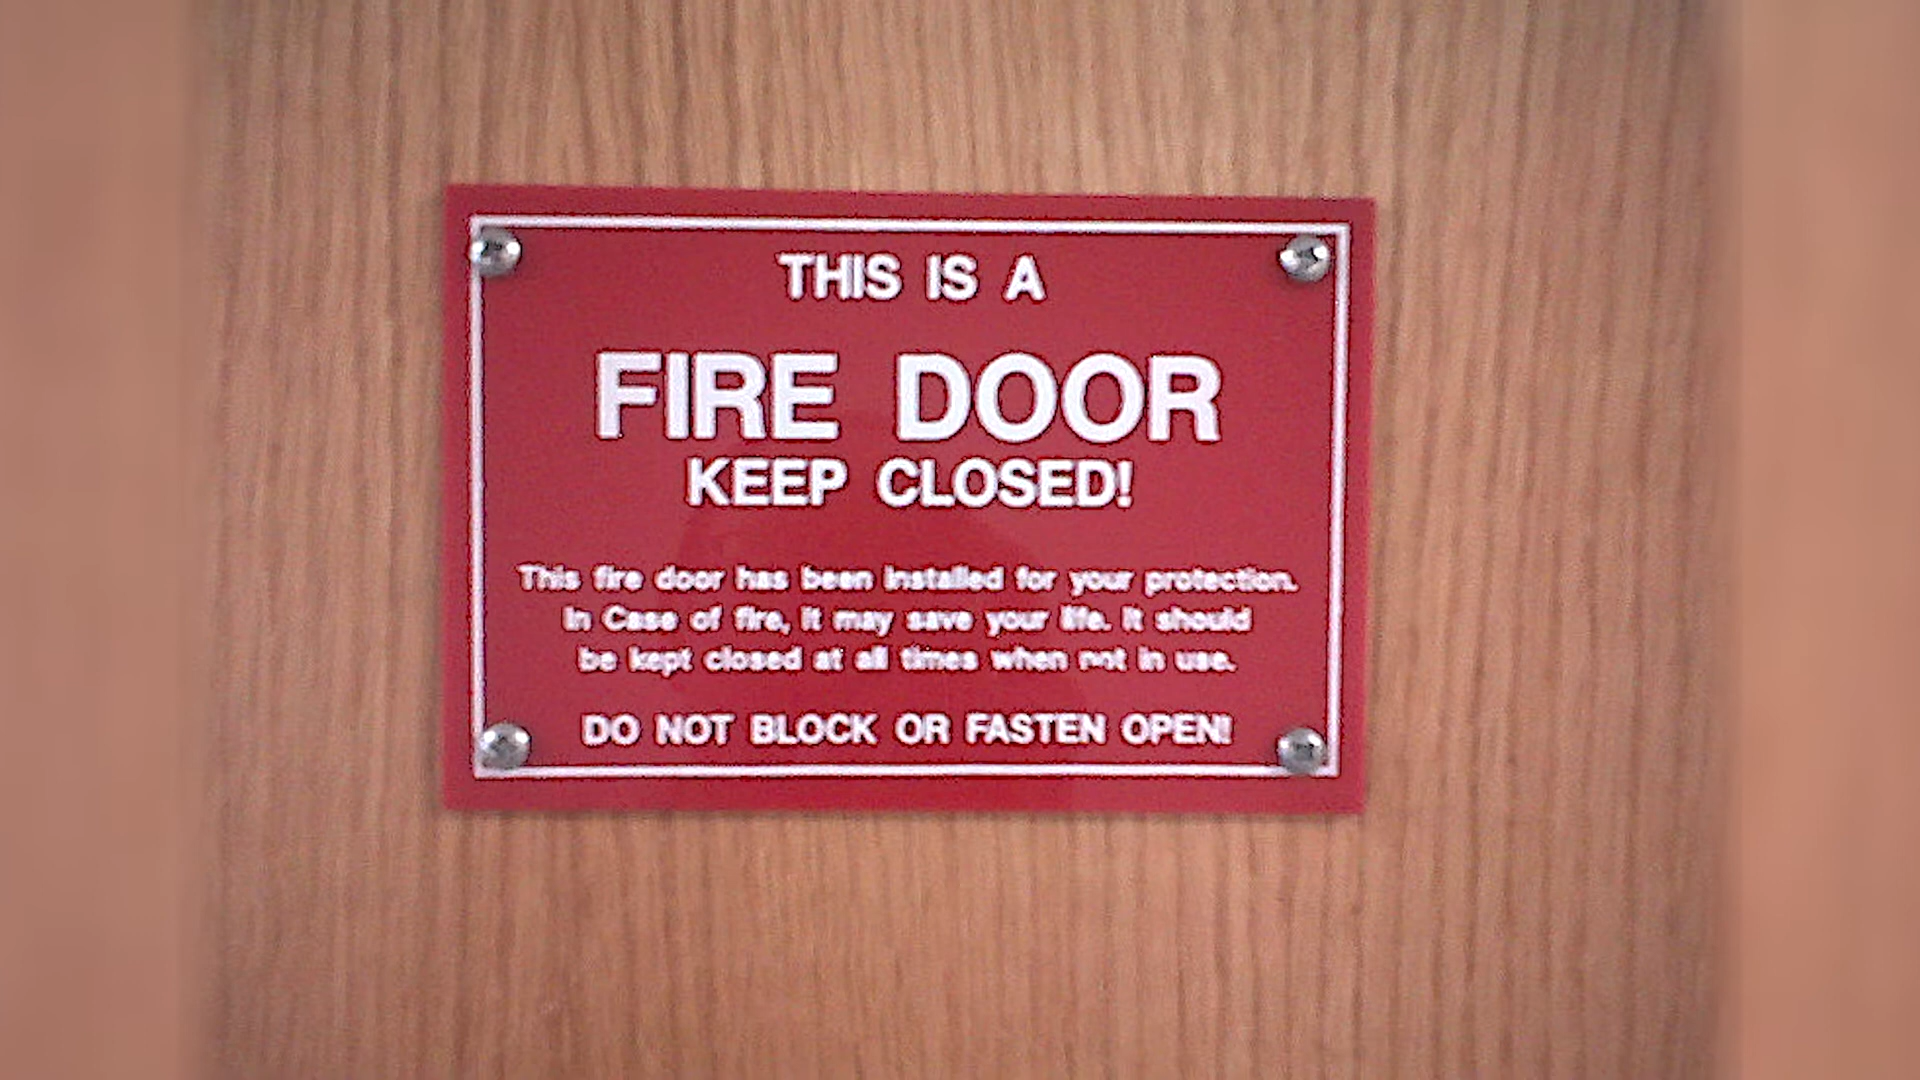 THIS IS A
FIRE DOOR
KEEP CLOSED!
This fire door has been installed for your protection.
In Case of fire, it may save your life. It should
be kept closed at all times when not in use.
DO NOT BLOCK OR FASTEN OPEN!